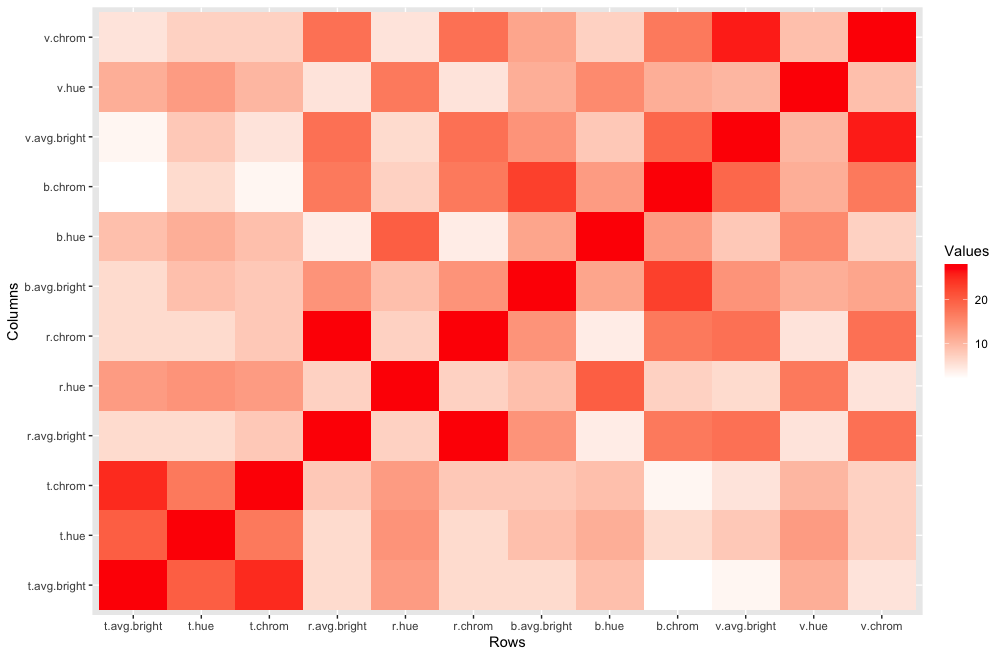 v.chrom
v.hue
v.avg.bright
b.chrom
b.hue
b.avg.bright
r.chrom
r.hue
r.avg.bright
t.chrom
t.hue
t.avg.bright
Columns
t.avg.bright t.hue t.chrom r.avg.bright r.hue r.chrom b.avg.bright b.hue b.chrom v.avg.bright v.hue v.chrom
Rows
Values
20
10